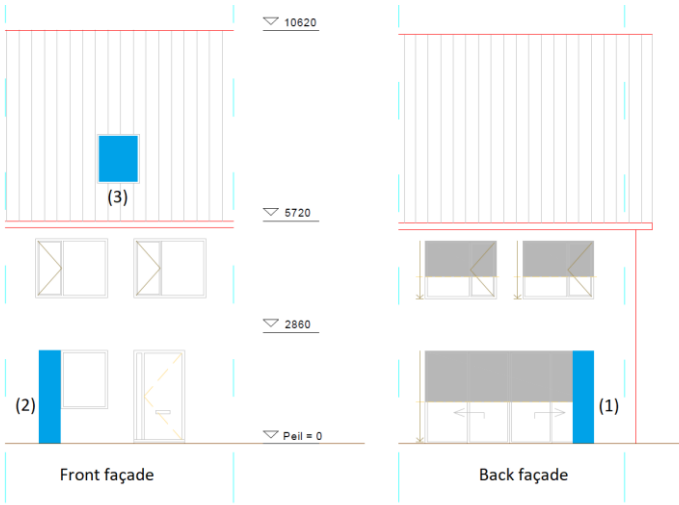 10620
(3)
5720
2860
(2)
(1)
Peil = 0
Front façade
Back façade